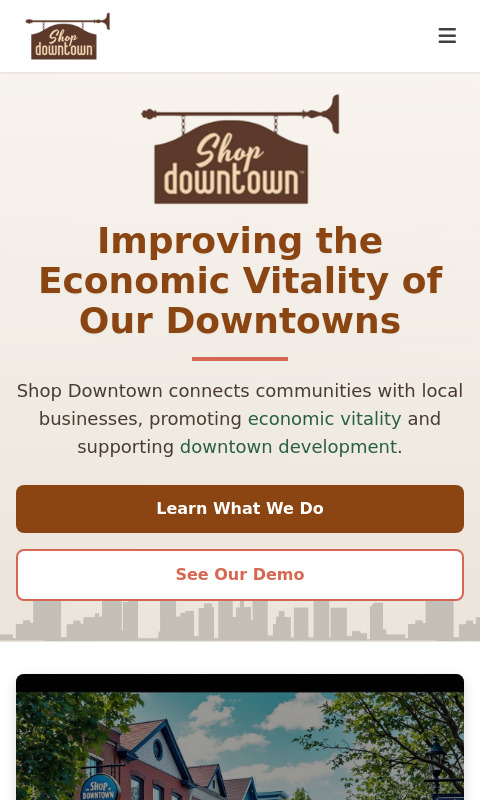 Shop
downtown
Shop
downtown™
Improving the
Economic Vitality of
Our Downtowns
Shop Downtown connects communities with local
businesses, promoting economic vitality and
supporting downtown development.
Learn What We Do
See Our Demo
Shop
DOWNTOWN